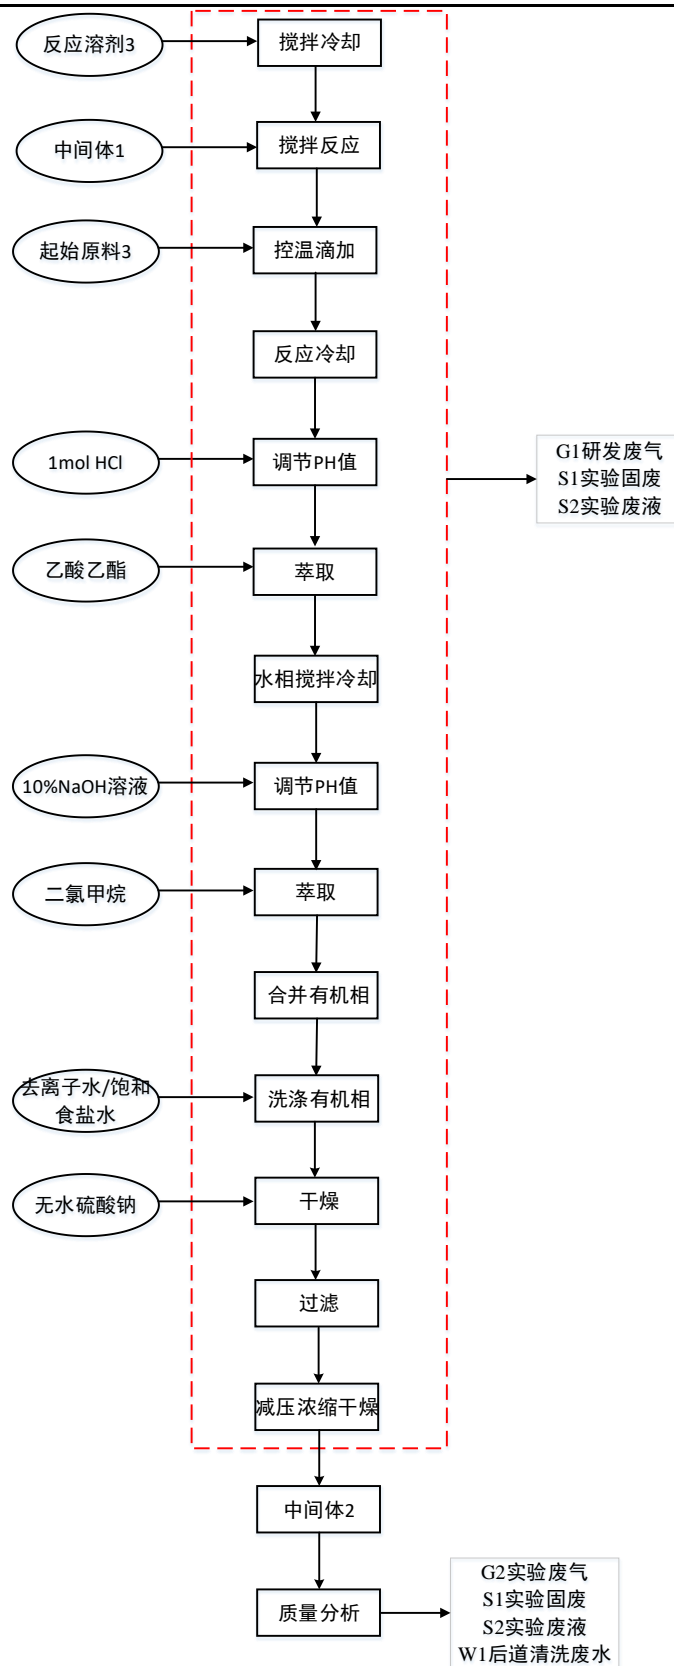 反应溶剂3
搅拌冷却
中间体1
搅拌反应
起始原料3
控温滴加
反应冷却
1mol HCl
调节PH值
G1研发废气
S1实验固废
S2实验废液
乙酸乙酯
萃取
水相搅拌冷却
10%NaOH溶液
调节PH值
二氯甲烷
萃取
合并有机相
去离子水/饱和
食盐水
洗涤有机相
无水硫酸钠
干燥
过滤
减压浓缩干燥
中间体2
质量分析
G2实验废气
S1实验固废
S2实验废液
W1后道清洗废水